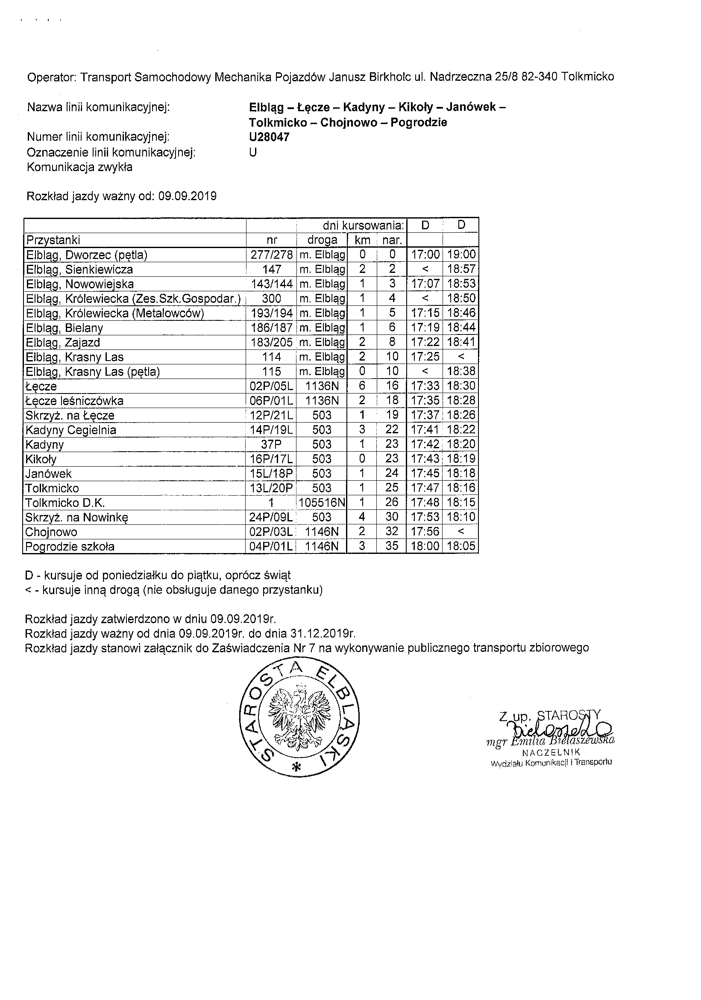 Operator: Transport Samochodowy Mechanika Pojazdów Janusz Birkholc ul. Nadrzeczna 25/8 82-340 Tolkmicko
Nazwa linii komunikacyjnej: Elbląg – Łęcze – Kadyny – Kikoły – Janówek –
Tolkmicko – Chojnowo – Pogrodzie
Numer linii komunikacyjnej: U28047
Oznaczenie linii komunikacyjnej: U
Komunikacja zwykła
Rozkład jazdy ważny od: 09.09.2019
dni kursowania: D D
Przystanki nr droga km nar.
Elbląg, Dworzec (pętla) 277/278 m. Elbląg 0 0 17:00 19:00
Elbląg, Sienkiewicza 147 m. Elbląg 2 2 < 18:57
Elbląg, Nowowiejska 143/144 m. Elbląg 1 3 17:07 18:53
Elbląg, Królewiecka (Zes.Szk.Gospodar.) 300 m. Elbląg 1 4 < 18:50
Elbląg, Królewiecka (Metalowców) 193/194 m. Elbląg 1 5 17:15 18:46
Elbląg, Bielany 186/187 m. Elbląg 1 6 17:19 18:44
Elbląg, Zajazd 183/205 m. Elbląg 2 8 17:22 18:41
Elbląg, Krasny Las 114 m. Elbląg 2 10 17:25 <
Elbląg, Krasny Las (pętla) 115 m. Elbląg 0 10 < 18:38
Łęcze 02P/05L 1136N 6 16 17:33 18:30
Łęcze leśniczówka 06P/01L 1136N 2 18 17:35 18:28
Skrzyż. na Łęcze 12P/21L 503 1 19 17:37 18:26
Kadyny Cegielnia 14P/19L 503 3 22 17:41 18:22
Kadyny 37P 503 1 23 17:42 18:20
Kikoły 16P/17L 503 0 23 17:43 18:19
Janówek 15L/18P 503 1 24 17:45 18:18
Tolkmicko 13L/20P 503 1 25 17:47 18:16
Tolkmicko D.K. 1 105516N 1 26 17:48 18:15
Skrzyż. na Nowinkę 24P/09L 503 4 30 17:53 18:10
Chojnowo 02P/03L 1146N 2 32 17:56 <
Pogrodzie szkoła 04P/01L 1146N 3 35 18:00 18:05
D - kursuje od poniedziałku do piątku, oprócz świąt
< - kursuje inną drogą (nie obsługuje danego przystanku)
Rozkład jazdy zatwierdzono w dniu 09.09.2019r.
Rozkład jazdy ważny od dnia 09.09.2019r. do dnia 31.12.2019r.
Rozkład jazdy stanowi załącznik do Zaświadczenia Nr 7 na wykonywanie publicznego transportu zbiorowego
STAROSTA ELBLĄSKI *
Z up. STAROSTY
mgr Emilia Bielaszewska
NACZELNIK
Wydziału Komunikacji i Transportu